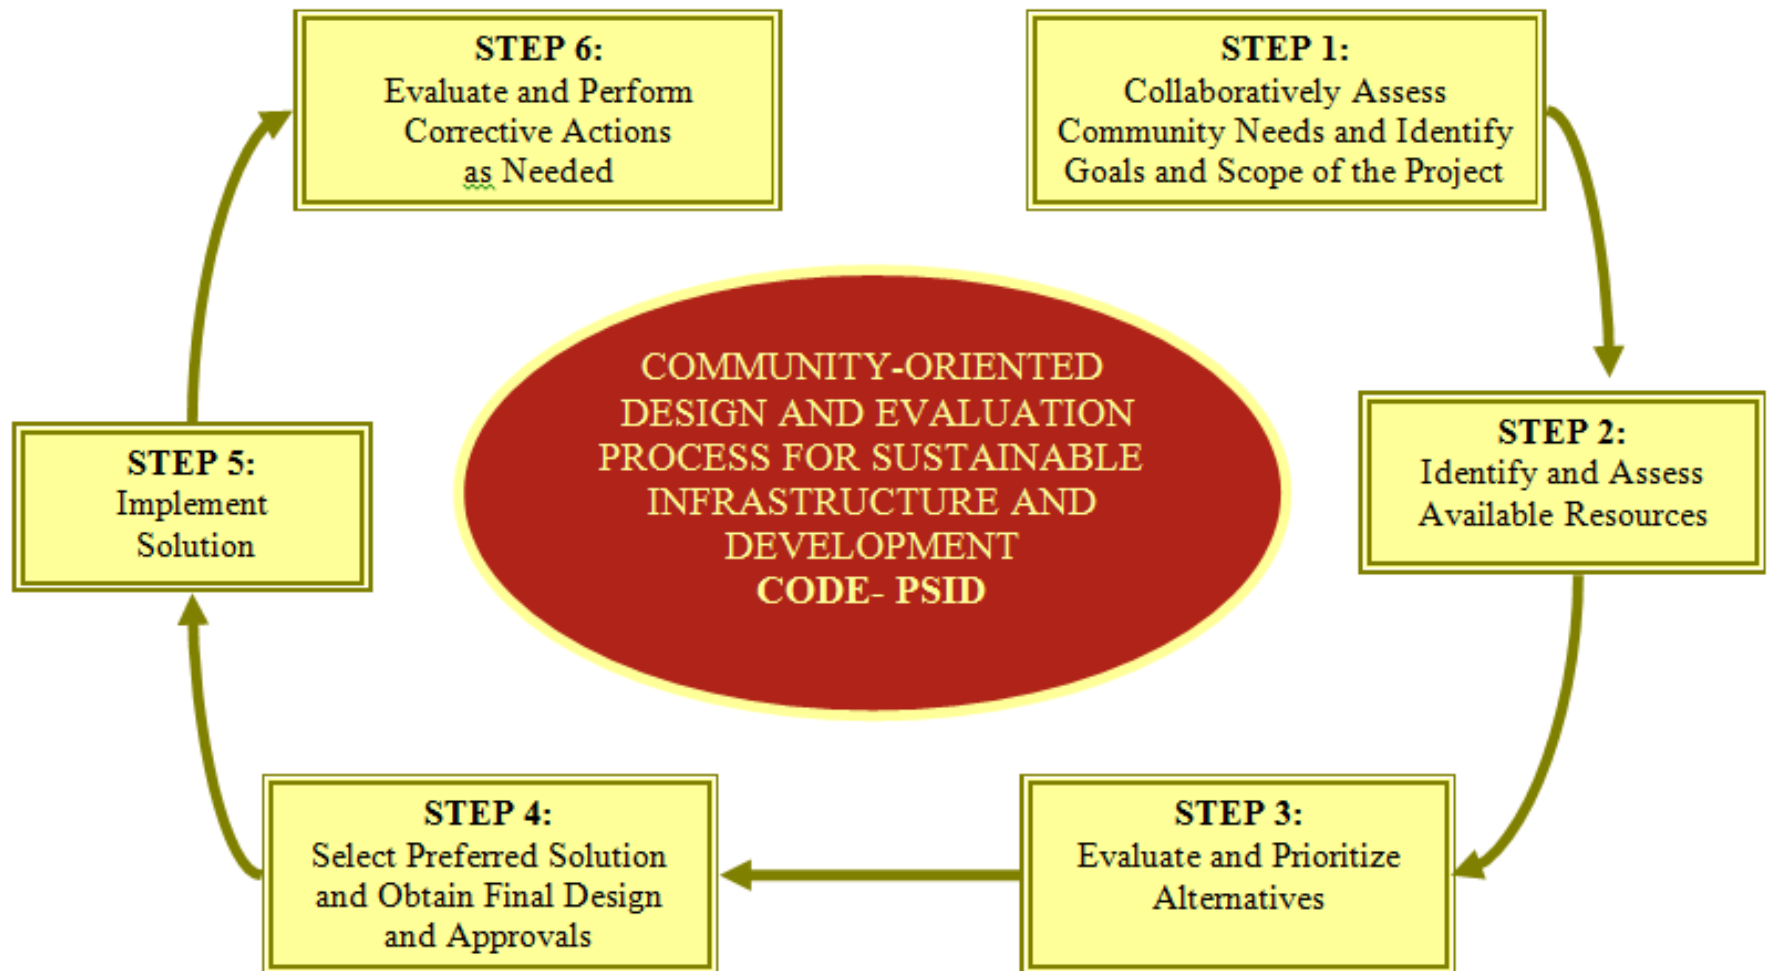 STEP 6:
Evaluate and Perform
Corrective Actions
as Needed
STEP 1:
Collaboratively Assess
Community Needs and Identify
Goals and Scope of the Project
COMMUNITY-ORIENTED
DESIGN AND EVALUATION
PROCESS FOR SUSTAINABLE
INFRASTRUCTURE AND
DEVELOPMENT
CODE- PSID
STEP 5:
Implement
Solution
STEP 2:
Identify and Assess
Available Resources
STEP 4:
Select Preferred Solution
and Obtain Final Design
and Approvals
STEP 3:
Evaluate and Prioritize
Alternatives